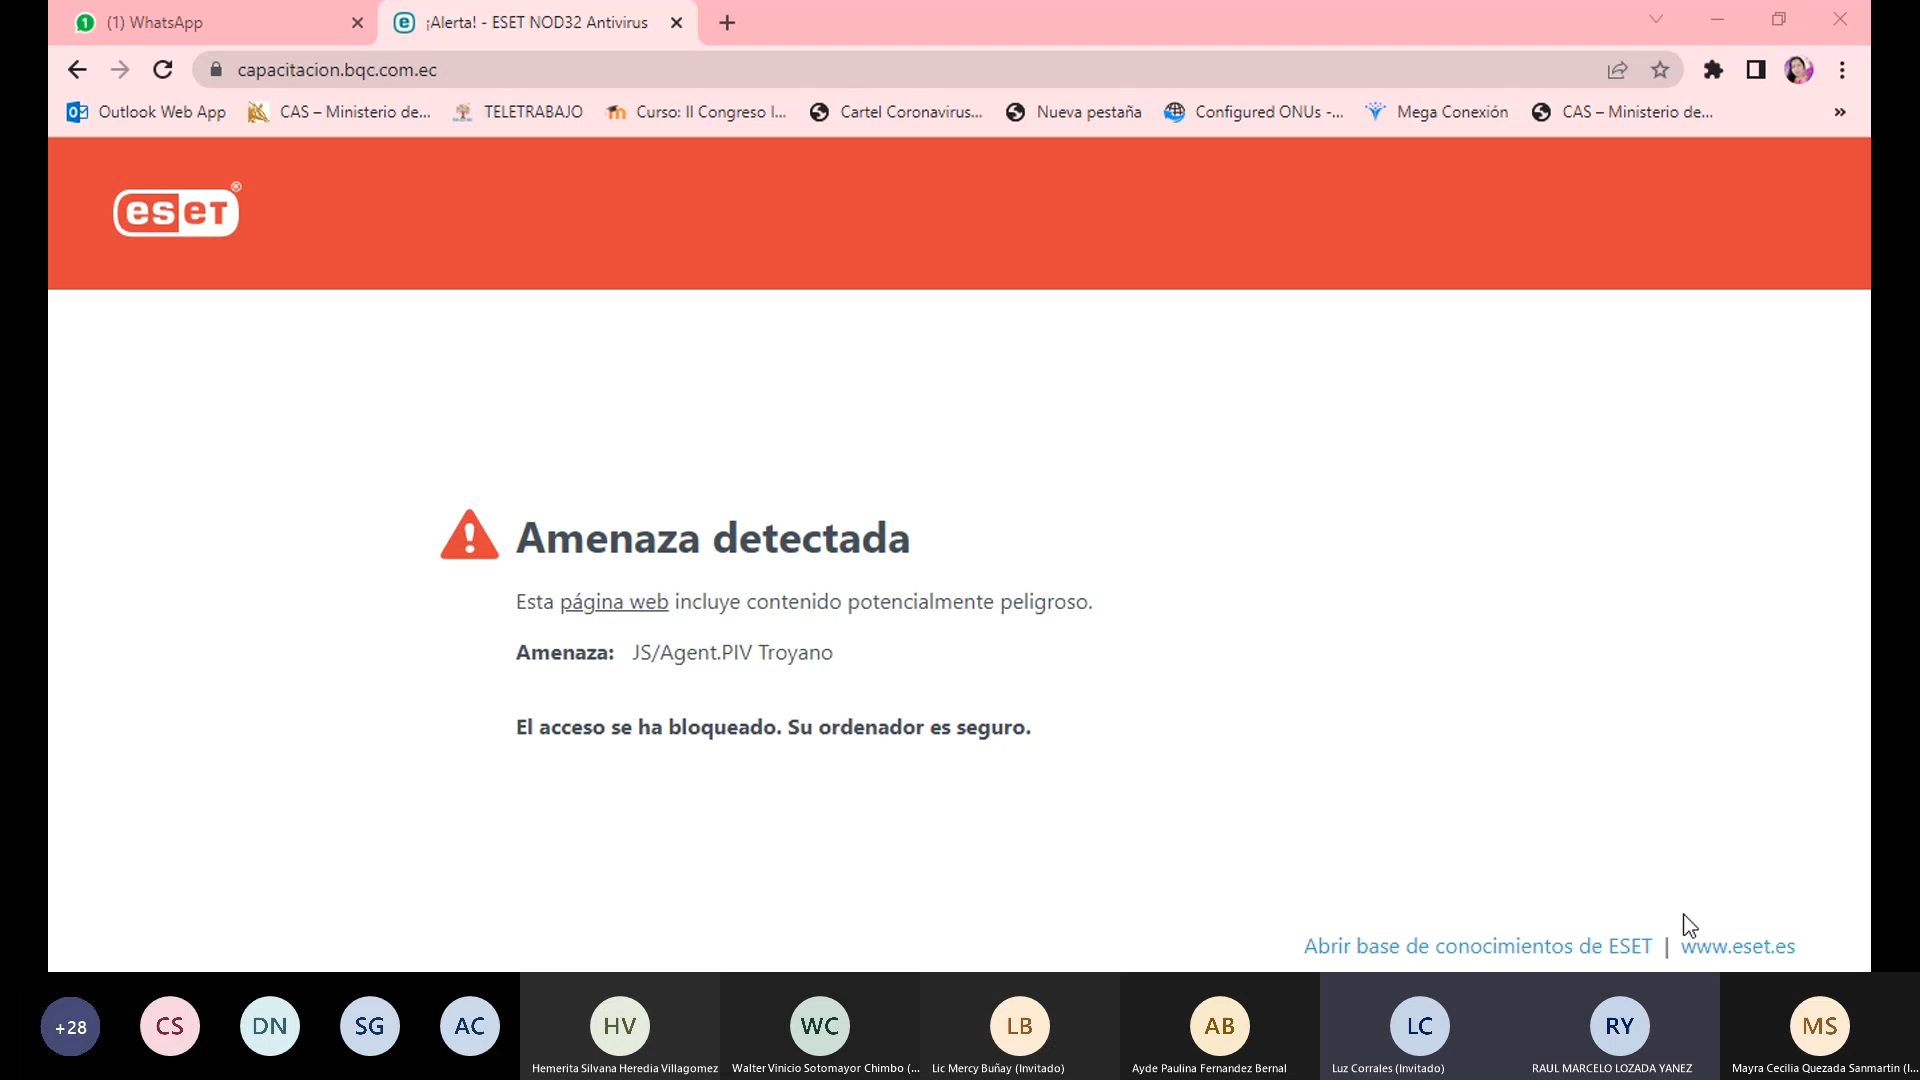 (1) WhatsApp
¡Alerta! - ESET NOD32 Antivirus
capacitacion.bqc.com.ec
Outlook Web App
CAS – Ministerio de...
TELETRABAJO
Curso: II Congreso I...
Cartel Coronavirus...
Nueva pestaña
Configured ONUs -...
Mega Conexión
CAS – Ministerio de...
»
eset®
Amenaza detectada
Esta página web incluye contenido potencialmente peligroso.
Amenaza: JS/Agent.PIV Troyano
El acceso se ha bloqueado. Su ordenador es seguro.
Abrir base de conocimientos de ESET | www.eset.es
+28
CS
DN
SG
AC
HV
WC
LB
AB
LC
RY
MS
Hemerita Silvana Heredia Villagomez
Walter Vinicio Sotomayor Chimbo (...
Lic Mercy Buñay (Invitado)
Ayde Paulina Fernandez Bernal
Luz Corrales (Invitado)
RAUL MARCELO LOZADA YANEZ
Mayra Cecilia Quezada Sanmartin (I...